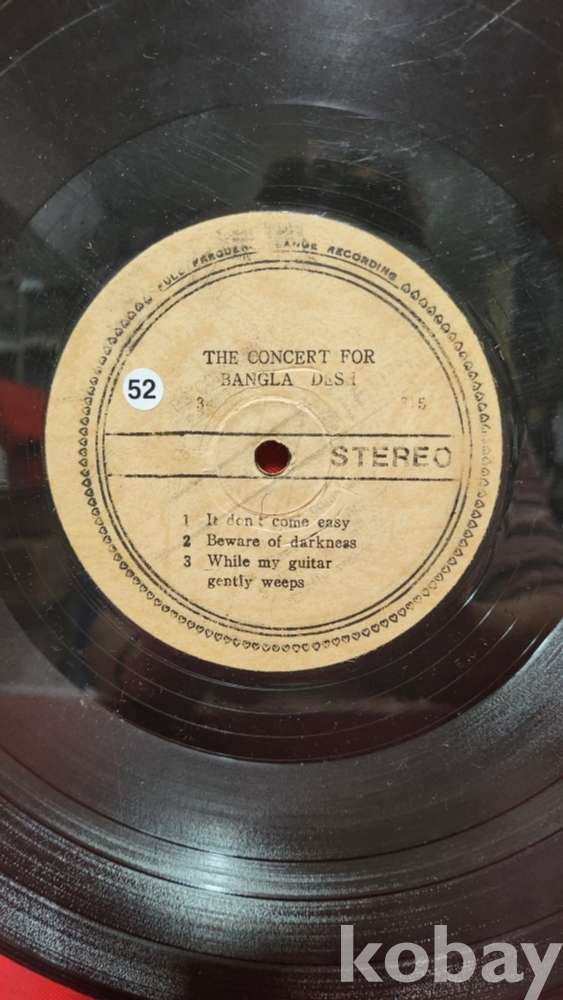 FULL FRAQUEN RANGE RECORDING
THE CONCERT FOR
BANGLA DESH
52
STEREO
1 It don't come easy
2 Beware of darkness
3 While my guitar
gently weeps
kobay